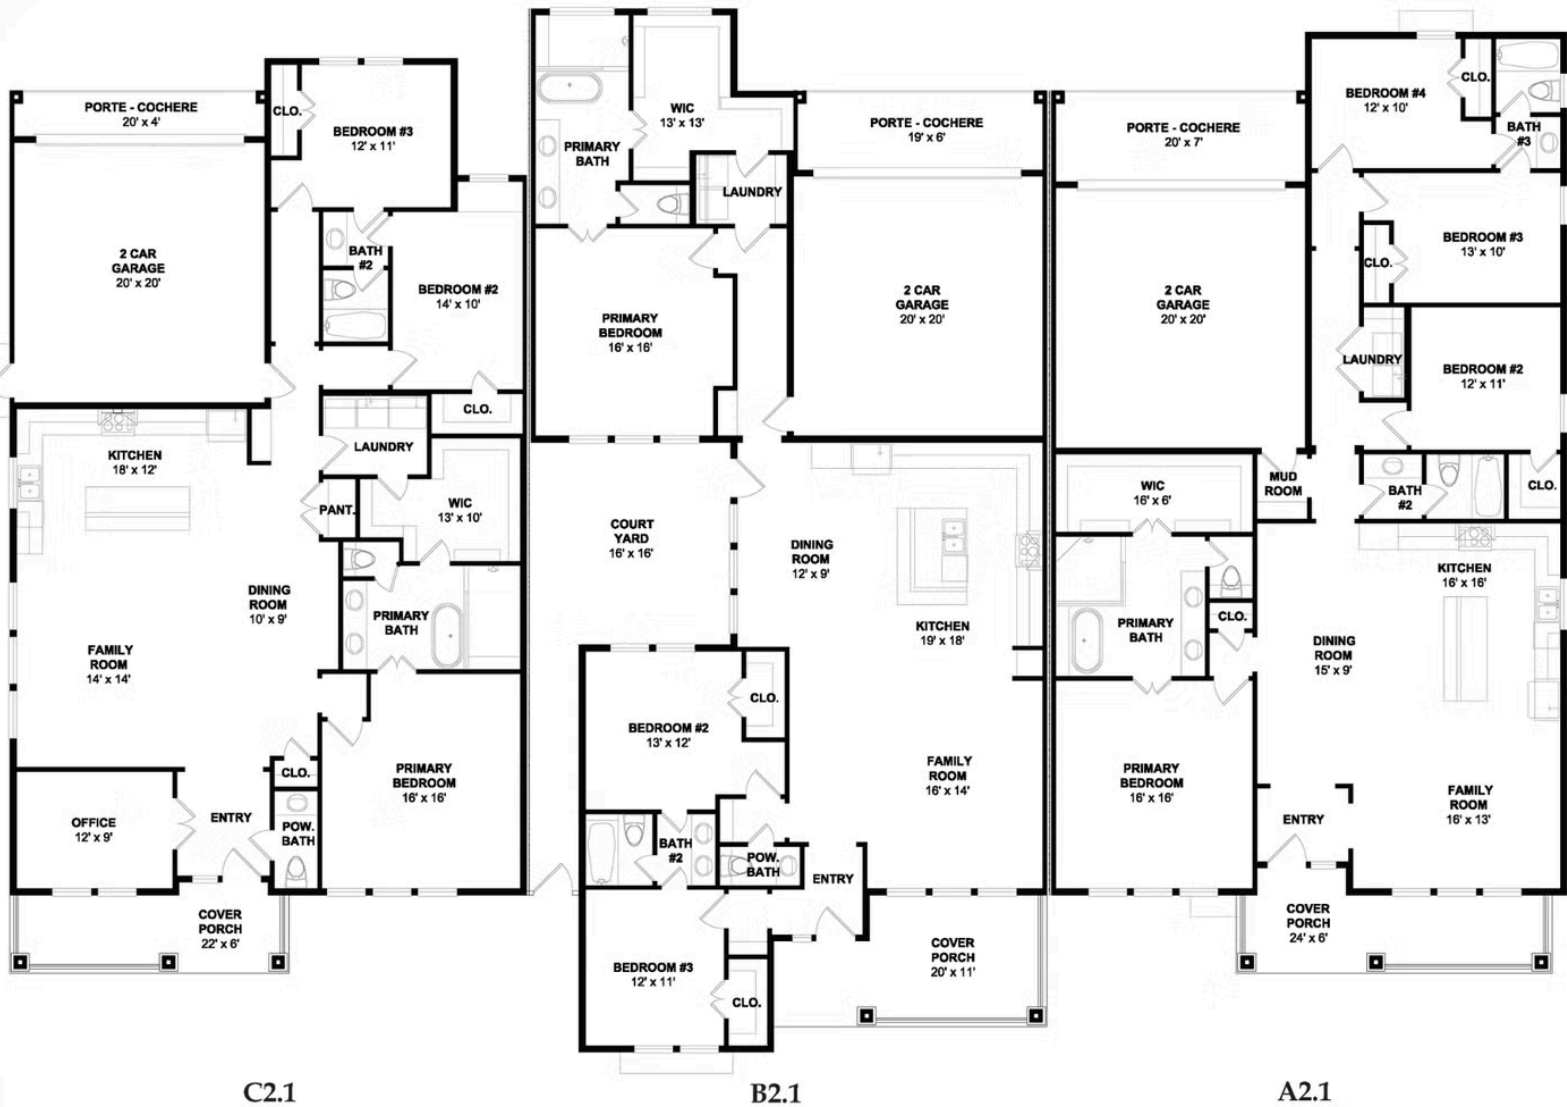 PORTE - COCHERE
20' x 4'
CLO.
BEDROOM #3
12' x 11'
2 CAR
GARAGE
20' x 20'
BATH
#2
BEDROOM #2
14' x 10'
CLO.
LAUNDRY
KITCHEN
18' x 12'
WIC
13' x 10'
PANT.
DINING
ROOM
10' x 9'
PRIMARY
BATH
FAMILY
ROOM
14' x 14'
PRIMARY
BEDROOM
16' x 16'
CLO.
OFFICE
12' x 9'
ENTRY
POW.
BATH
COVER
PORCH
22' x 6'
C2.1
WIC
13' x 13'
PRIMARY
BATH
PORTE - COCHERE
19' x 6'
LAUNDRY
2 CAR
GARAGE
20' x 20'
PRIMARY
BEDROOM
16' x 16'
COURT
YARD
16' x 16'
DINING
ROOM
12' x 9'
KITCHEN
19' x 18'
CLO.
BEDROOM #2
13' x 12'
FAMILY
ROOM
16' x 14'
BATH
#2
POW.
BATH
ENTRY
COVER
PORCH
20' x 11'
BEDROOM #3
12' x 11'
CLO.
B2.1
BEDROOM #4
12' x 10'
CLO.
BATH
#3
PORTE - COCHERE
20' x 7'
BEDROOM #3
13' x 10'
CLO.
2 CAR
GARAGE
20' x 20'
LAUNDRY
BEDROOM #2
12' x 11'
WIC
16' x 6'
MUD
ROOM
BATH
#2
CLO.
KITCHEN
16' x 16'
CLO.
PRIMARY
BATH
DINING
ROOM
15' x 9'
PRIMARY
BEDROOM
16' x 16'
FAMILY
ROOM
16' x 13'
ENTRY
COVER
PORCH
24' x 6'
A2.1